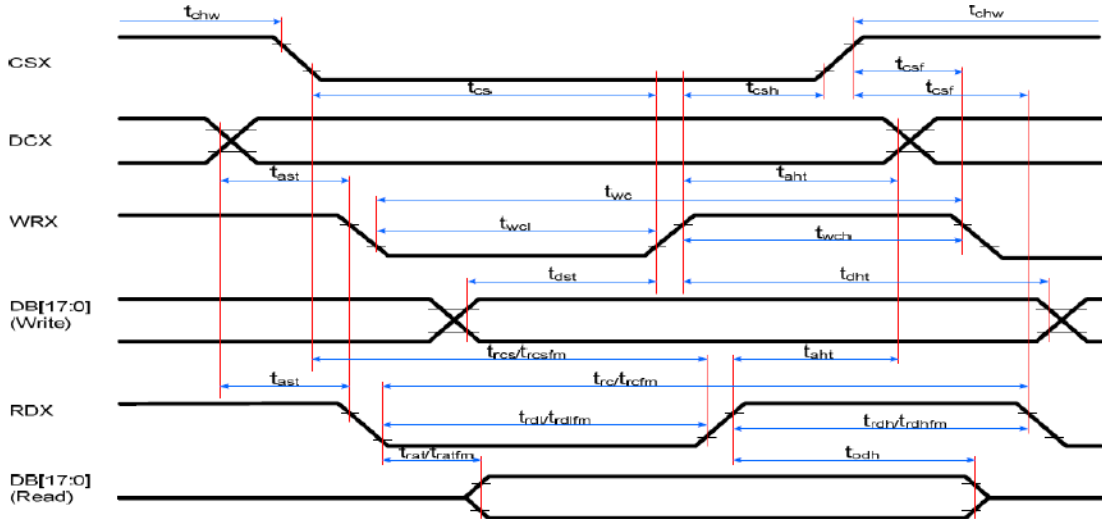 tchw tchw
CSX
tcsf
tcs tcsh tcsf
DCX
tast taht
twc
WRX
twcl twch
tdst tdht
DB[17:0]
(Write)
trcs/trcsfm taht
tast trc/trcfm
RDX
trdl/trdlfm trdh/trdhfm
trat/tratfm todh
DB[17:0]
(Read)